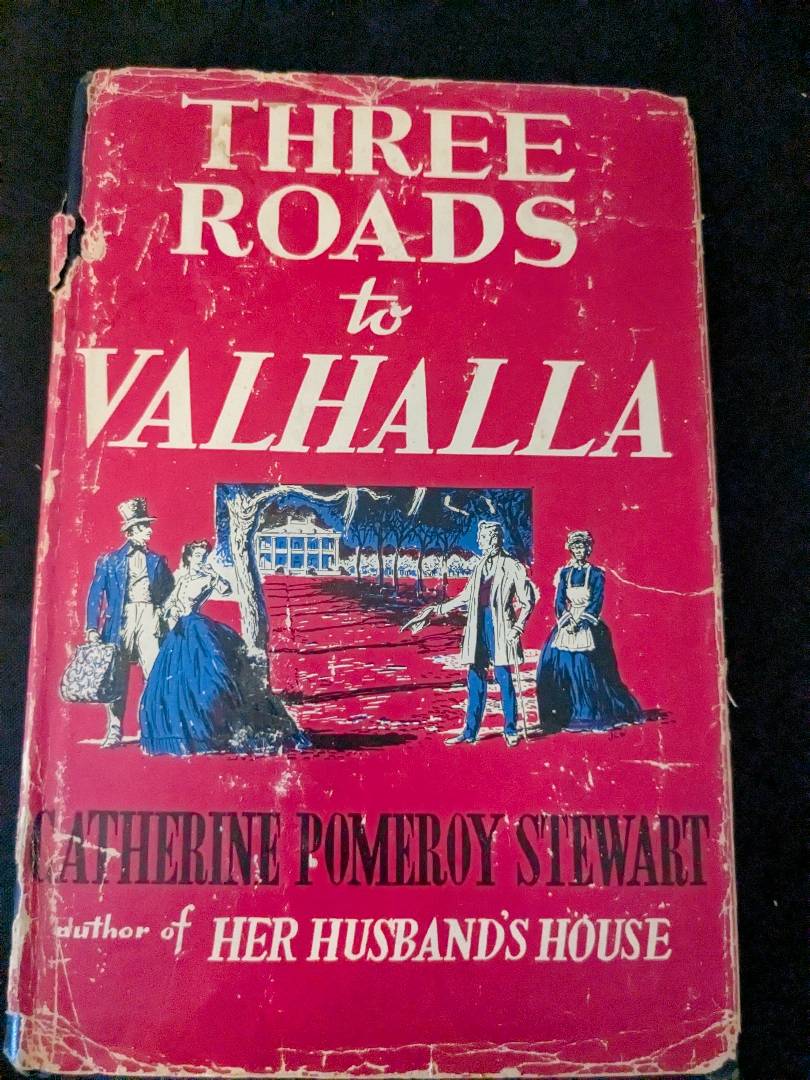 THREE
ROADS
to
VALHALLA
CATHERINE POMEROY STEWART
author of HER HUSBAND'S HOUSE